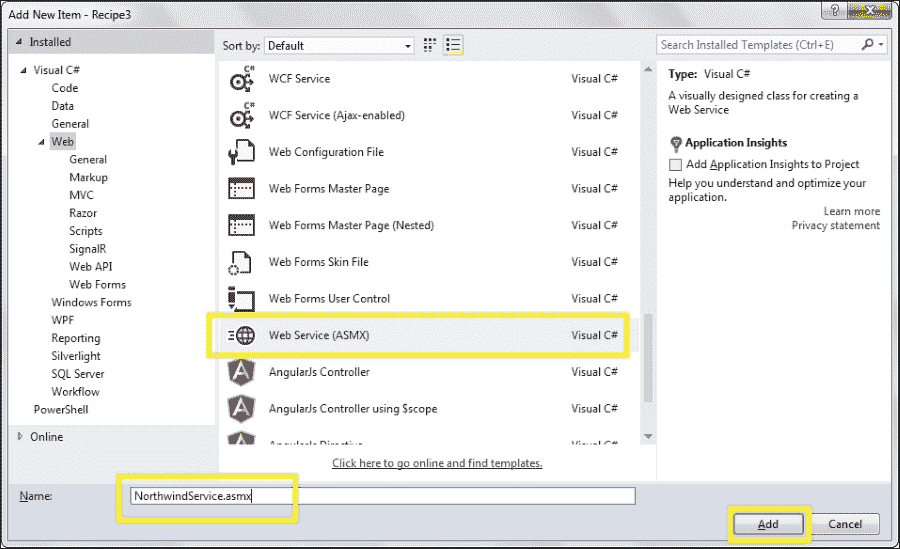 Add New Item - Recipe3
Installed
Visual C#
Code
Data
General
Web
General
Markup
MVC
Razor
Scripts
SignalR
Web API
Web Forms
Windows Forms
WPF
Reporting
Silverlight
SQL Server
Workflow
PowerShell
Online
Sort by: Default
Search Installed Templates (Ctrl+E)
C#
WCF Service Visual C#
C#
WCF Service (Ajax-enabled) Visual C#
Web Configuration File Visual C#
Web Forms Master Page Visual C#
Web Forms Master Page (Nested) Visual C#
Web Forms Skin File Visual C#
Web Forms User Control Visual C#
Web Service (ASMX) Visual C#
AngularJs Controller Visual C#
AngularJs Controller using $scope Visual C#
AngularJs Directive Visual C#
Click here to go online and find templates.
Type: Visual C#
A visually designed class for creating a
Web Service
Application Insights
Add Application Insights to Project
Help you understand and optimize your
application.
Learn more
Privacy statement
Name: NorthwindService.asmx
Add
Cancel